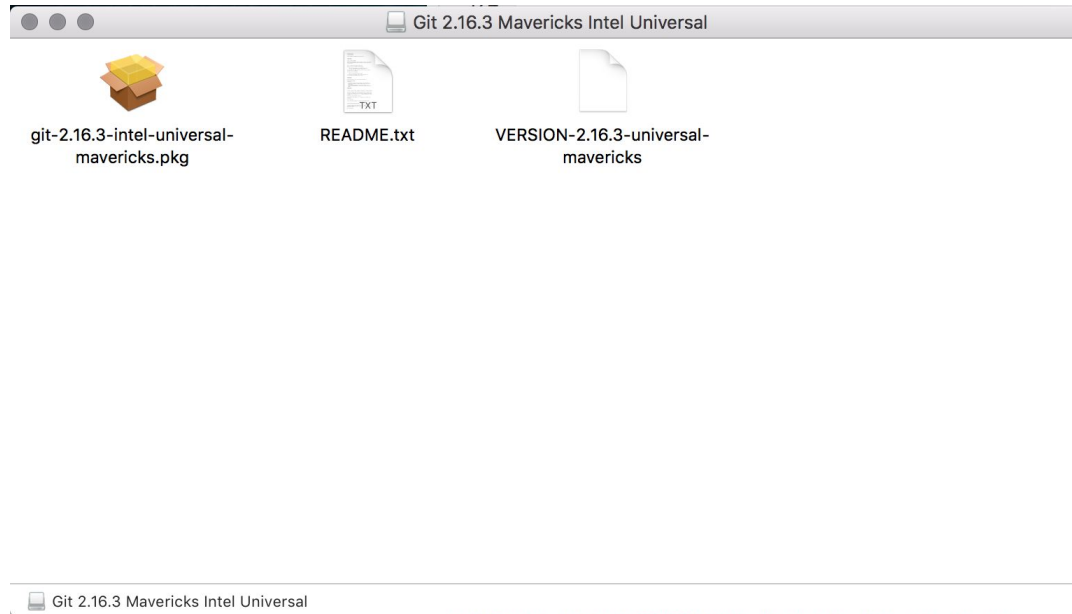 Git 2.16.3 Mavericks Intel Universal
TXT
git-2.16.3-intel-universal-
mavericks.pkg
README.txt
VERSION-2.16.3-universal-
mavericks
Git 2.16.3 Mavericks Intel Universal